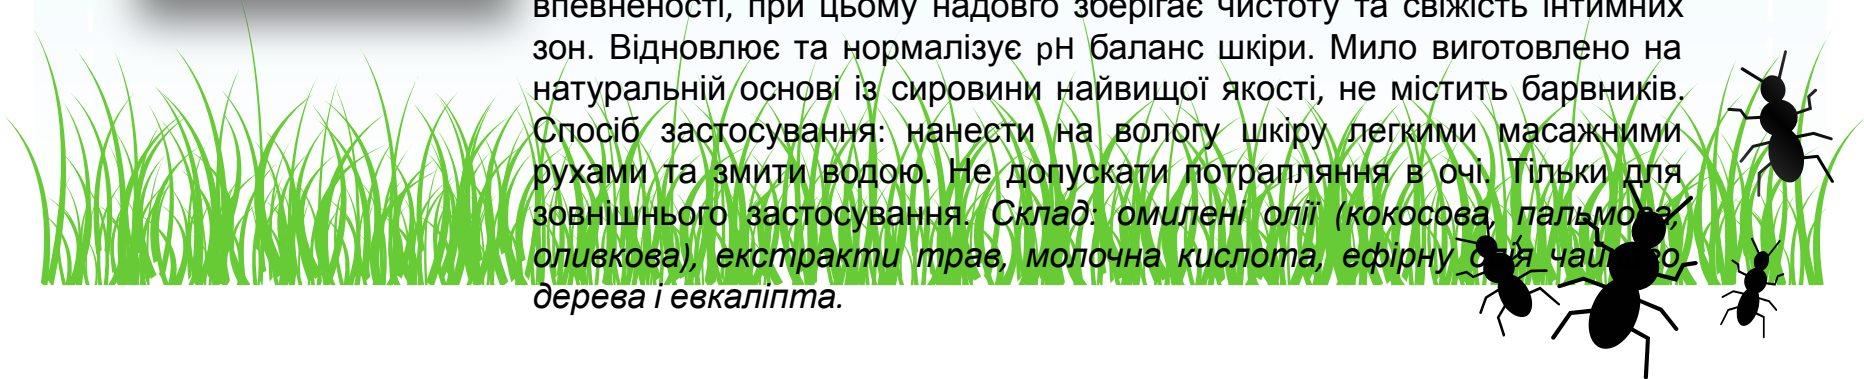 впевненості, при цьому надовго зберігає чистоту та свіжість інтимних
зон. Відновлює та нормалізує рН баланс шкіри. Мило виготовлено на
натуральній основі із сировини найвищої якості, не містить барвників.
Спосіб застосування: нанести на вологу шкіру легкими масажними
рухами та змити водою. Не допускати потрапляння в очі. Тільки для
зовнішнього застосування. Склад: омилені олії (кокосова, пальмова,
оливкова), екстракти трав, молочна кислота, ефірну
дерева і евкаліпта.